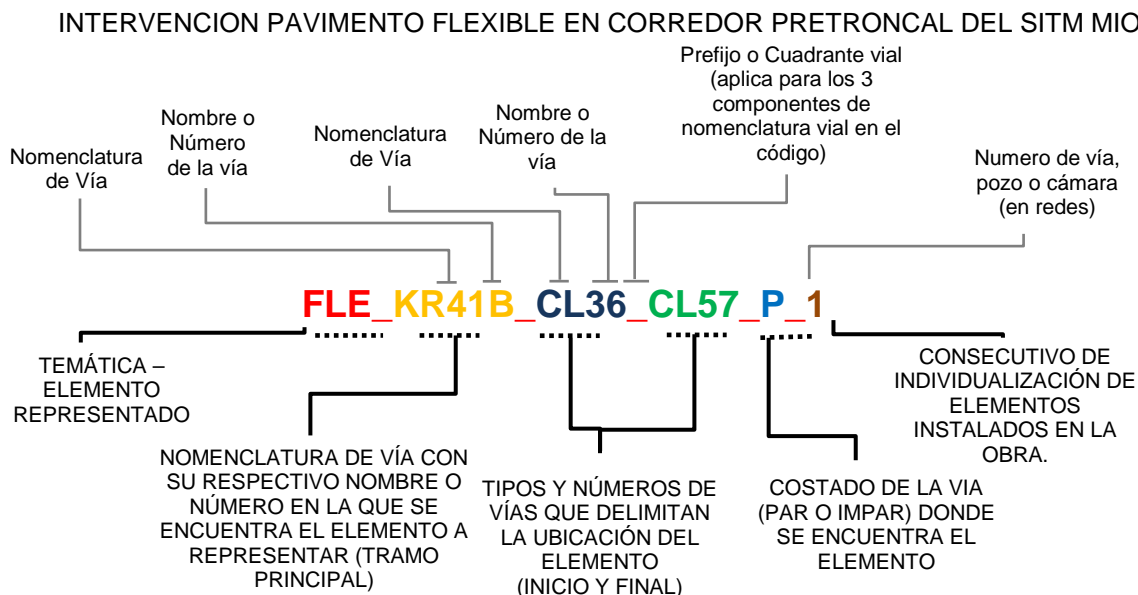 INTERVENCION PAVIMENTO FLEXIBLE EN CORREDOR PRETRONCAL DEL SITM MIO
Nomenclatura
de Vía
Nombre o
Número
de la vía
Nomenclatura
de Vía
Nombre o
Número de la
vía
Prefijo o Cuadrante vial
(aplica para los 3
componentes de
nomenclatura vial en el
código)
Numero de vía,
pozo o cámara
(en redes)
FLE_KR41B_CL36_CL57_P_1
TEMÁTICA –
ELEMENTO
REPRESENTADO
NOMENCLATURA DE VÍA CON
SU RESPECTIVO NOMBRE O
NÚMERO EN LA QUE SE
ENCUENTRA EL ELEMENTO A
REPRESENTAR (TRAMO
PRINCIPAL)
TIPOS Y NÚMEROS DE
VÍAS QUE DELIMITAN
LA UBICACIÓN DEL
ELEMENTO
(INICIO Y FINAL)
COSTADO DE LA VIA
(PAR O IMPAR) DONDE
SE ENCUENTRA EL
ELEMENTO
CONSECUTIVO DE
INDIVIDUALIZACIÓN DE
ELEMENTOS
INSTALADOS EN LA
OBRA.